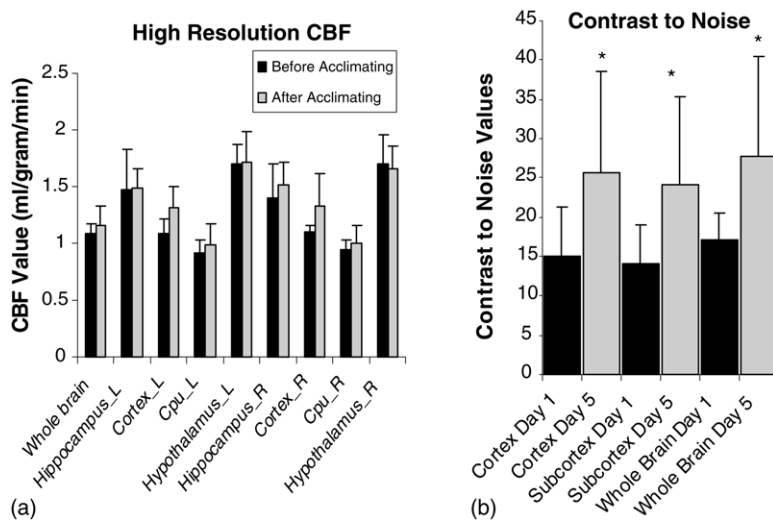 High Resolution CBF
Before Acclimating
After Acclimating
CBF Value (ml/gram/min)
2.5
2
1.5
1
0.5
0
Whole brain
Hippocampus_L
Cortex_L
Cpu_L
Hypothalamus_L
Hippocampus_R
Cortex_R
Cpu_R
Hypothalamus_R
(a)
Contrast to Noise
Contrast to Noise Values
45
40
35
30
25
20
15
10
5
0
*
*
*
Cortex Day 1
Cortex Day 5
Subcortex Day 1
Subcortex Day 5
Whole Brain Day 1
Whole Brain Day 5
(b)